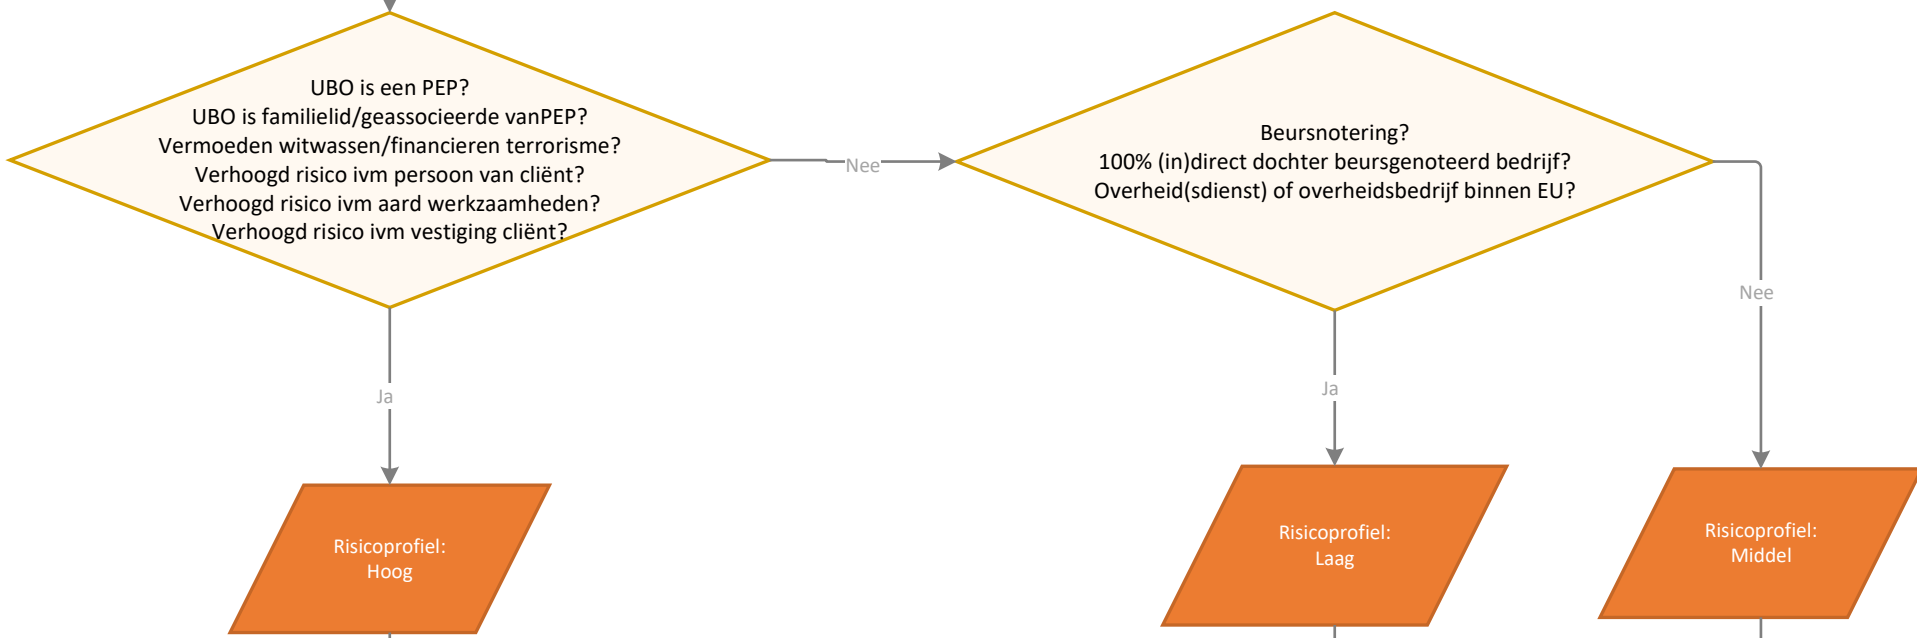 UBO is een PEP?
UBO is familielid/geassocieerde vanPEP?
Vermoeden witwassen/financieren terrorisme?
Verhoogd risico ivm persoon van cliënt?
Verhoogd risico ivm aard werkzaamheden?
Verhoogd risico ivm vestiging cliënt?
Nee
Beursnotering?
100% (in)direct dochter beursgenoteerd bedrijf?
Overheid(sdienst) of overheidsbedrijf binnen EU?
Nee
Ja
Ja
Risicoprofiel:
Hoog
Risicoprofiel:
Laag
Risicoprofiel:
Middel